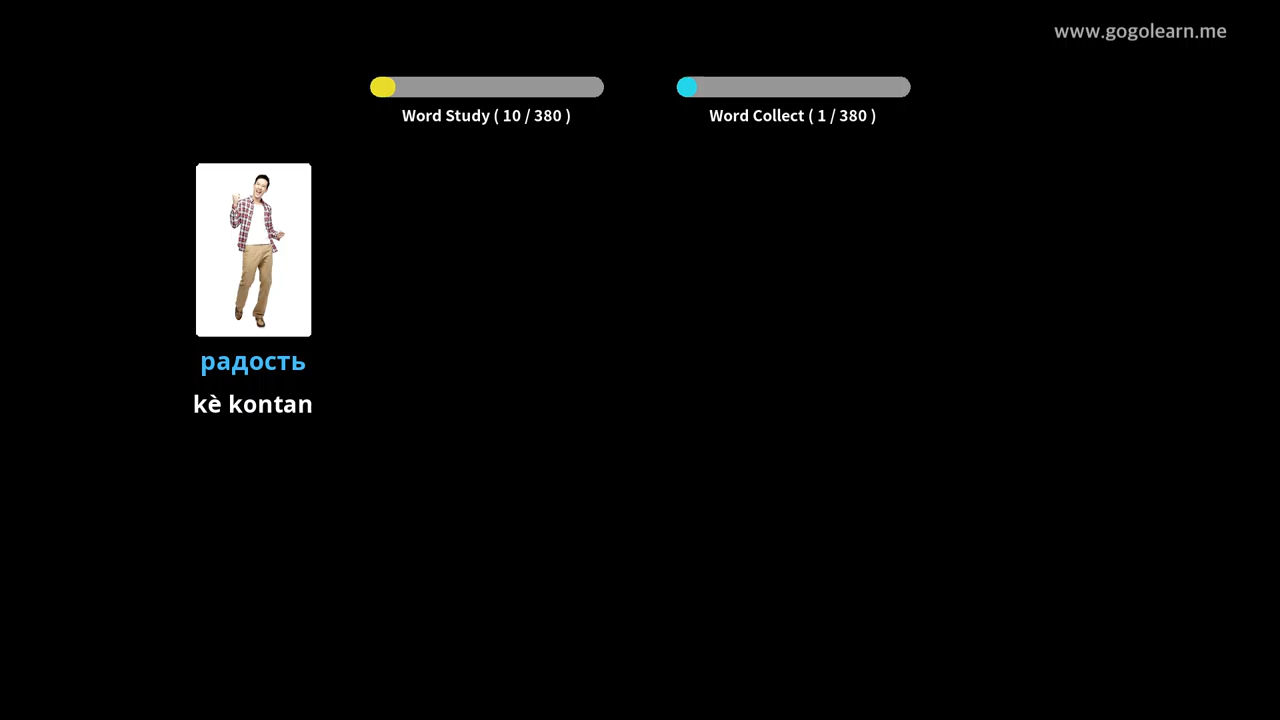 www.gogolearn.me
Word Study ( 10 / 380 )
Word Collect ( 1 / 380 )
радость
kè kontan